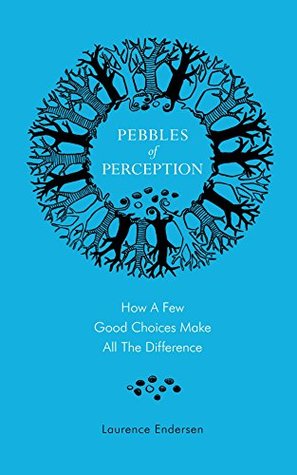 PEBBLES
of
PERCEPTION
How A Few
Good Choices Make
All The Difference
Laurence Endersen